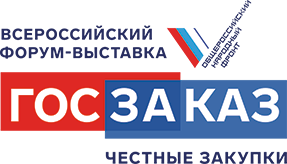 ВСЕРОССИЙСКИЙ
ФОРУМ-ВЫСТАВКА
ОБЩЕРОССИЙСКИЙ
НАРОДНЫЙ
ФРОНТ
ГОСЗАКАЗ
ЧЕСТНЫЕ ЗАКУПКИ